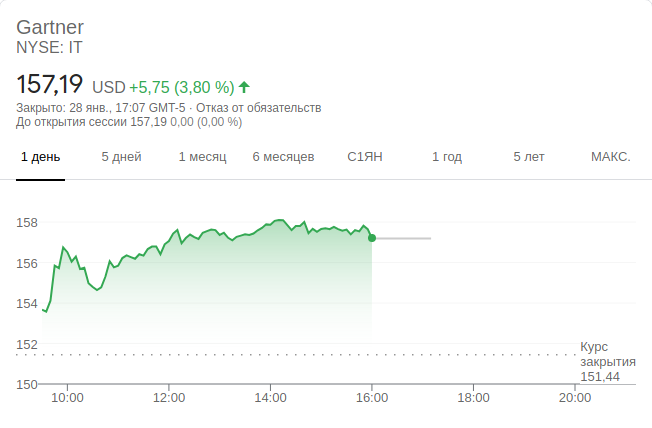 Gartner
NYSE: IT
157,19 USD +5,75 (3,80 %)
Закрыто: 28 янв., 17:07 GMT-5 · Отказ от обязательств
До открытия сессии 157,19 0,00 (0,00 %)
1 день 5 дней 1 месяц 6 месяцев С1ЯН 1 год 5 лет МАКС.
158
156
154
152
Курс
закрытия
151,44
150
10:00 12:00 14:00 16:00 18:00 20:00